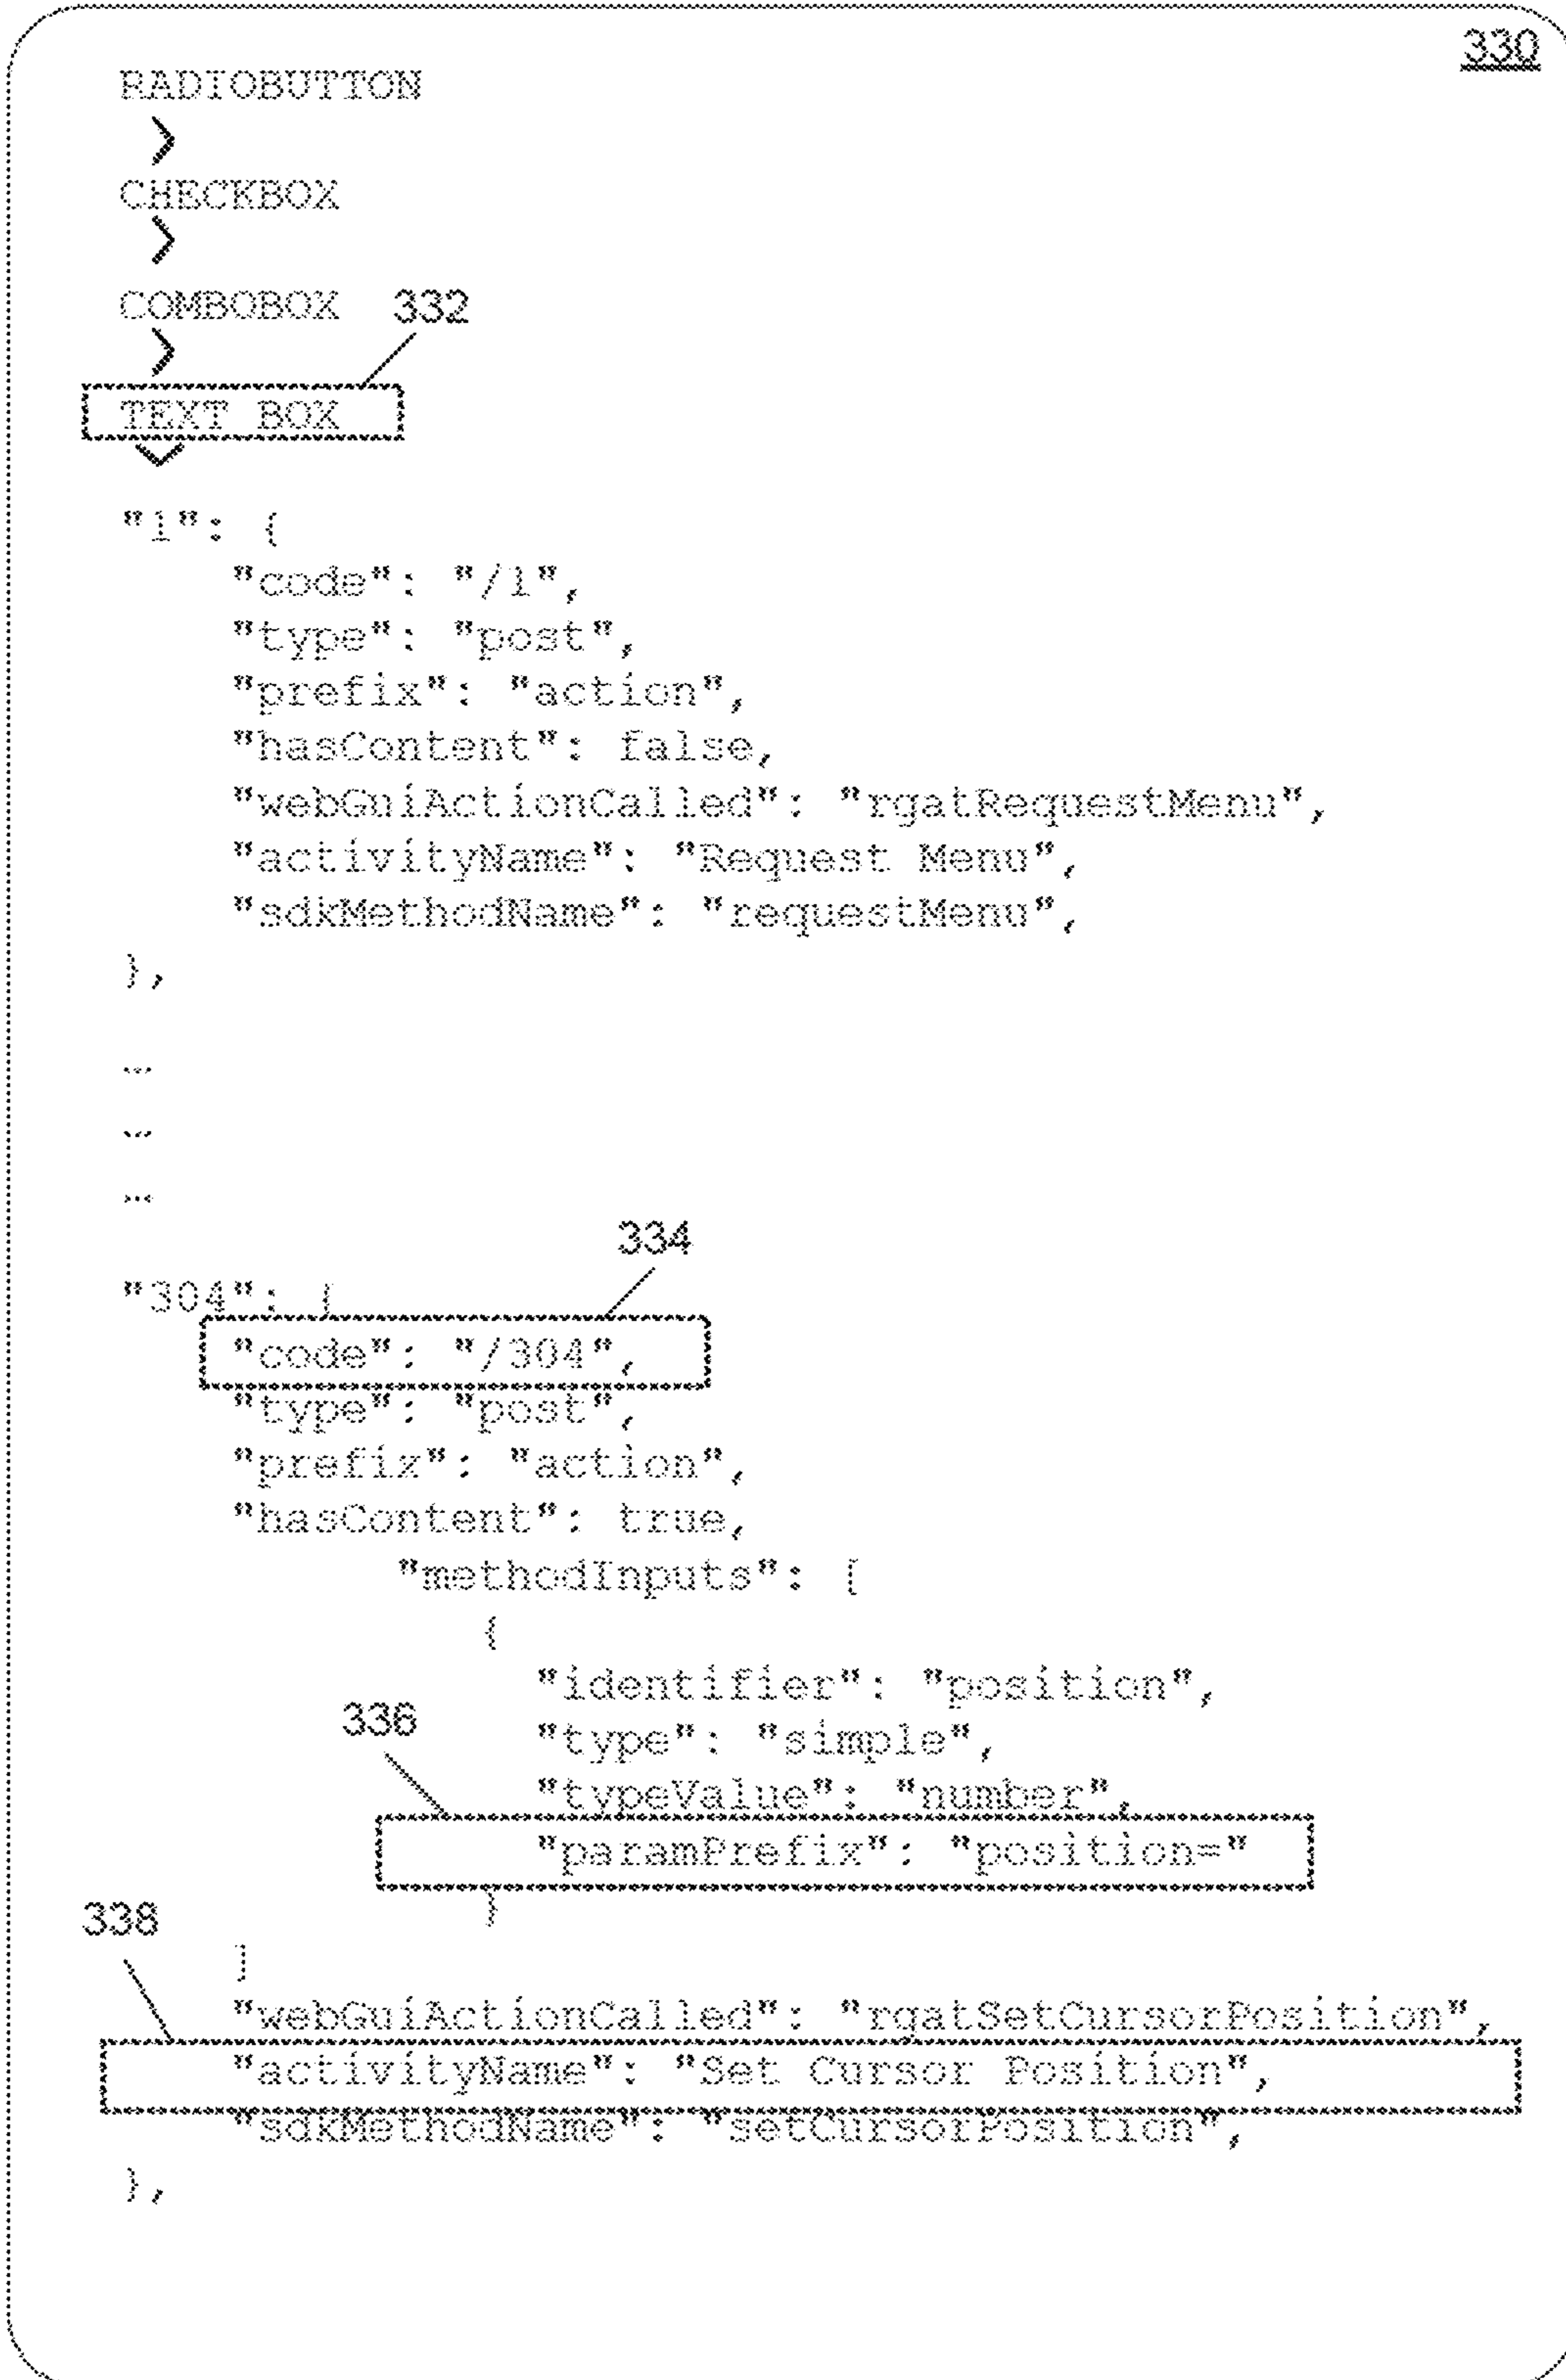 330
RADIOBUTTON
>
CHECKBOX
>
COMBOBOX 332
>
TEXT BOX
"1": {
"code": "/1",
"type": "post",
"prefix": "action",
"hasContent": false,
"webGuiActionCalled": "rgatRequestMenu",
"activityName": "Request Menu",
"sdkMethodName": "requestMenu",
},
…
…
…
334
"304": {
"code": "/304",
"type": "post",
"prefix": "action",
"hasContent": true,
"methodInputs": [
{
"identifier": "position",
336
"type": "simple",
"typeValue": "number",
"paramPrefix": "position="
}
338
]
"webGuiActionCalled": "rgatSetCursorPosition",
"activityName": "Set Cursor Position",
"sdkMethodName": "setCursorPosition",
},